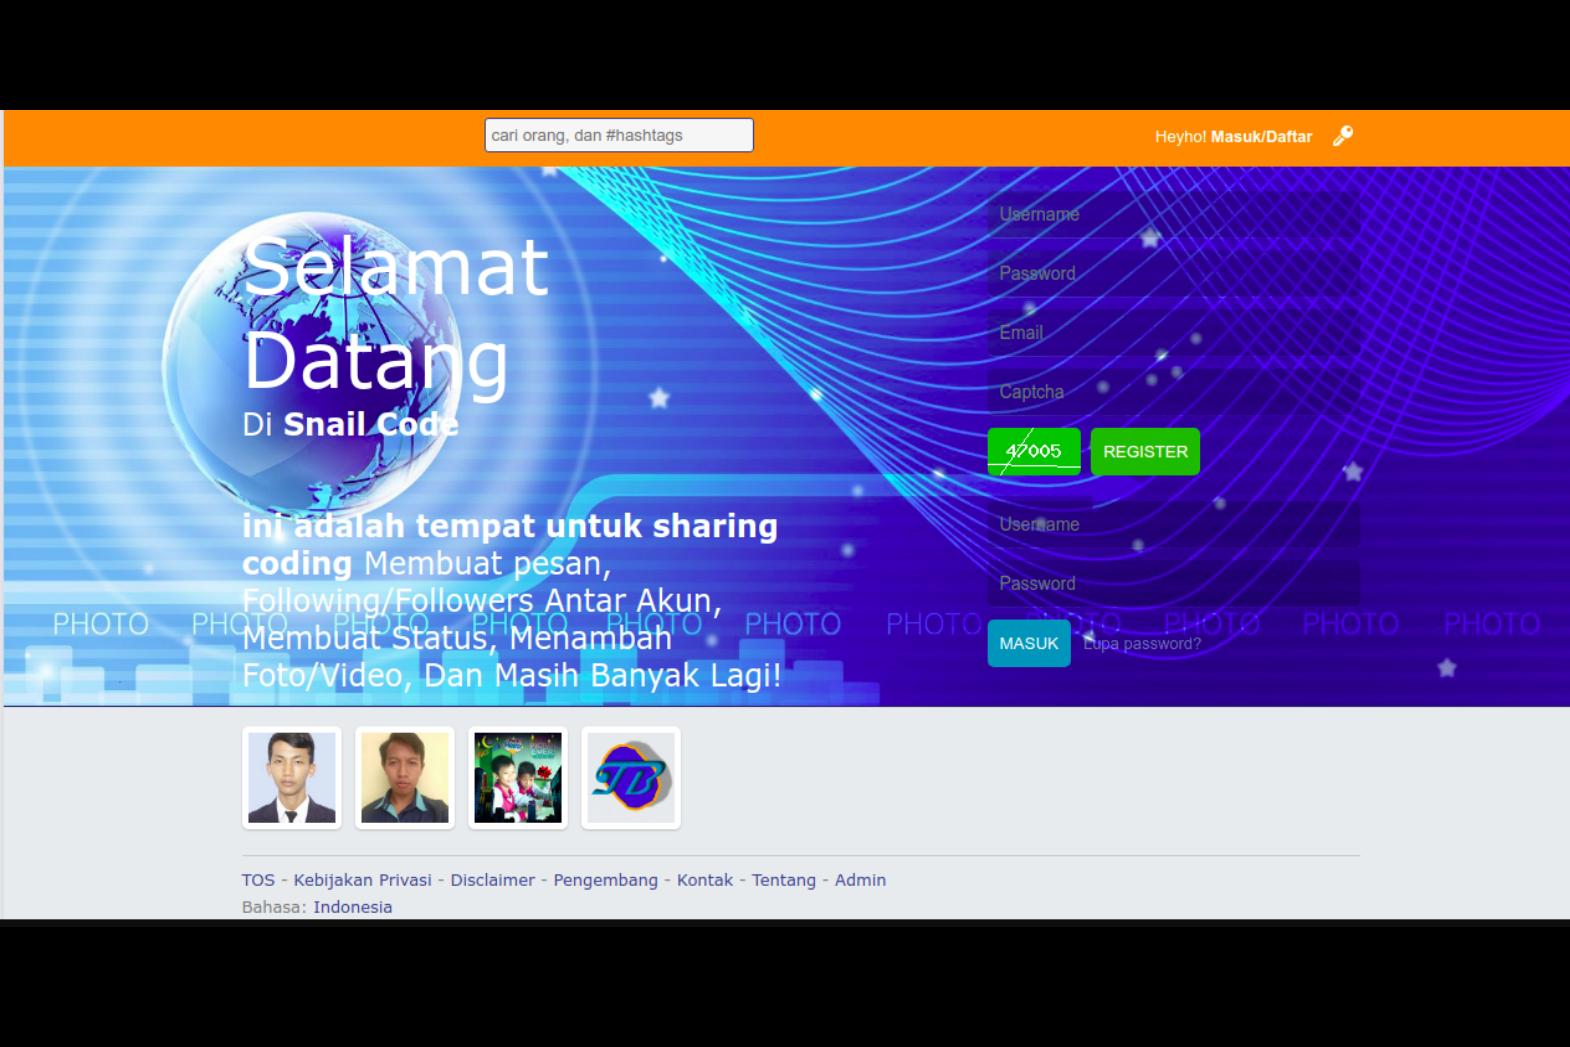 cari orang, dan #hashtags
Heyho! Masuk/Daftar
Selamat
Datang
Di Snail Code
ini adalah tempat untuk sharing
coding Membuat pesan,
Following/Followers Antar Akun,
Membuat Status, Menambah
Foto/Video, Dan Masih Banyak Lagi!
PHOTO PHOTO PHOTO PHOTO PHOTO PHOTO PHOTO PHOTO PHOTO PHOTO PHOTO
Username
Password
Email
Captcha
47005 REGISTER
Username
Password
MASUK Lupa password?
TB
TOS - Kebijakan Privasi - Disclaimer - Pengembang - Kontak - Tentang - Admin
Bahasa: Indonesia